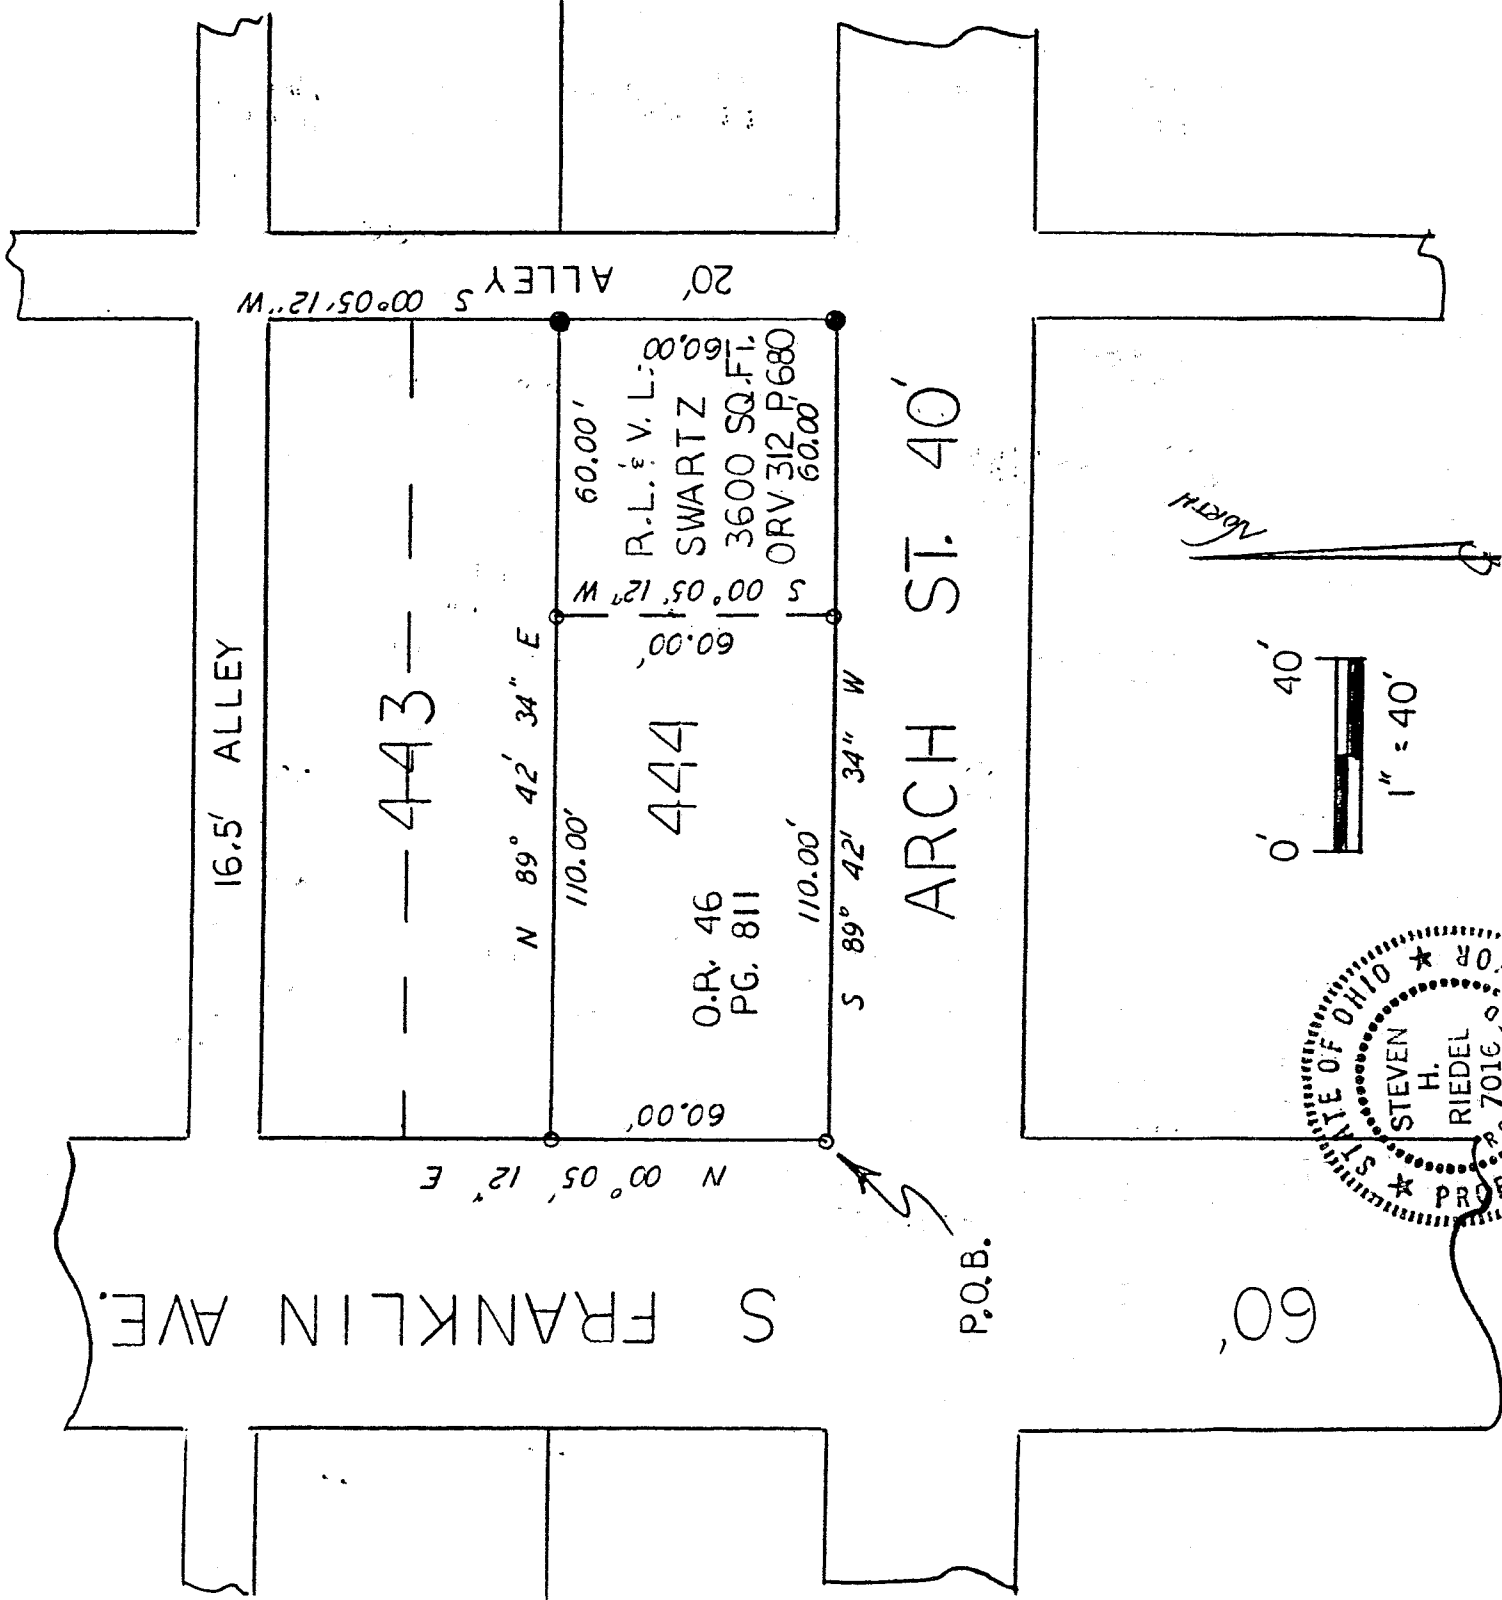 16.5' ALLEY
443
S 00° 05' 12" W
20' ALLEY
N 89° 42' 34" E
110.00'
60.00'
R.L. & V.L.
SWARTZ
3600 SQ.FT.
ORV 312 P.680
60.00'
60.00
S 00° 05' 12" W
60.00'
444
O.R. 46
PG. 811
110.00'
S 89° 42' 34" W
60.00'
N 00° 05' 12" E
ARCH ST. 40'
S FRANKLIN AVE.
60'
P.O.B.
NORTH
0' 40'
1" = 40'
STATE OF OHIO
STEVEN
H.
RIEDEL